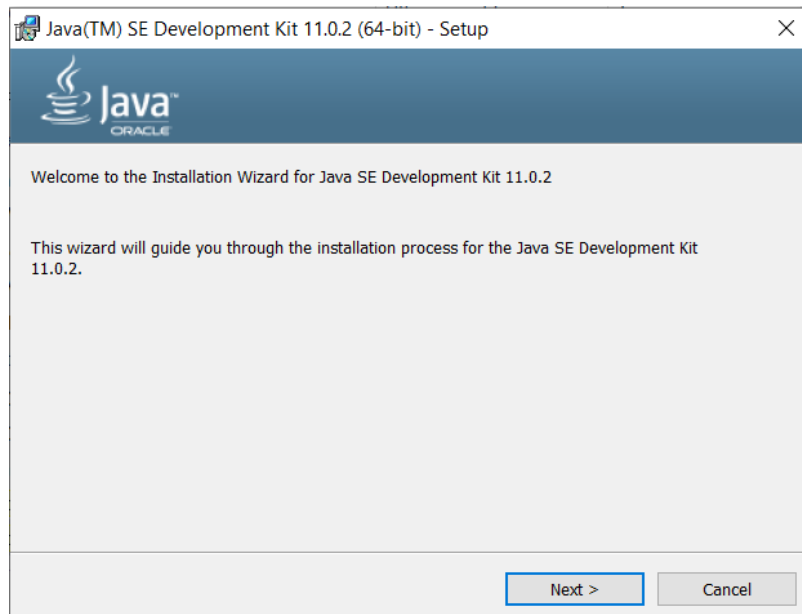 Java(TM) SE Development Kit 11.0.2 (64-bit) - Setup
Java™
ORACLE
Welcome to the Installation Wizard for Java SE Development Kit 11.0.2
This wizard will guide you through the installation process for the Java SE Development Kit
11.0.2.
Next >
Cancel